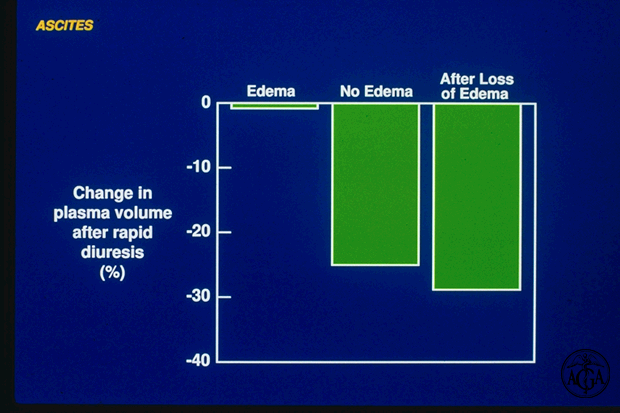 ASCITES
Edema
No Edema
After Loss
of Edema
0
-10
-20
-30
-40
Change in
plasma volume
after rapid
diuresis
(%)
AGA